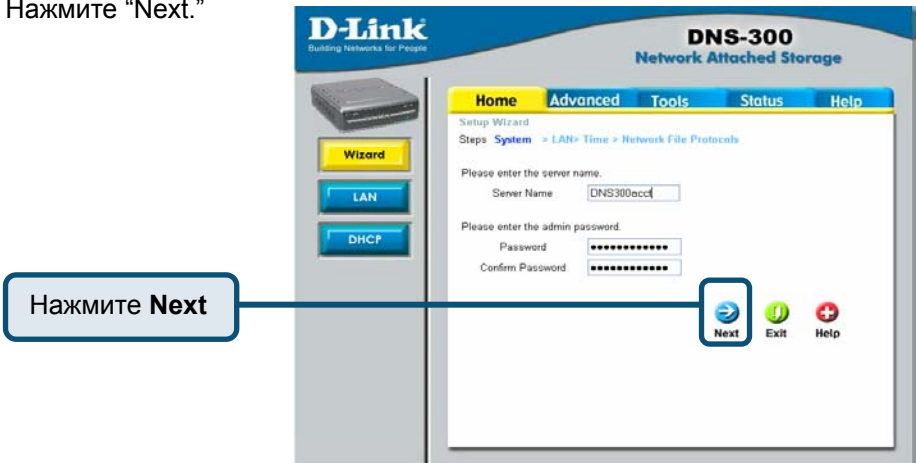 Нажмите “Next.”
D-Link
Building Networks for People
DNS-300
Network Attached Storage
Home Advanced Tools Status Help
Setup Wizard
Steps System > LAN> Time > Network File Protocols
Wizard
LAN
DHCP
Please enter the server name.
Server Name DNS300acct
Please enter the admin password.
Password ••••••••••••
Confirm Password ••••••••••••
Нажмите Next
Next Exit Help